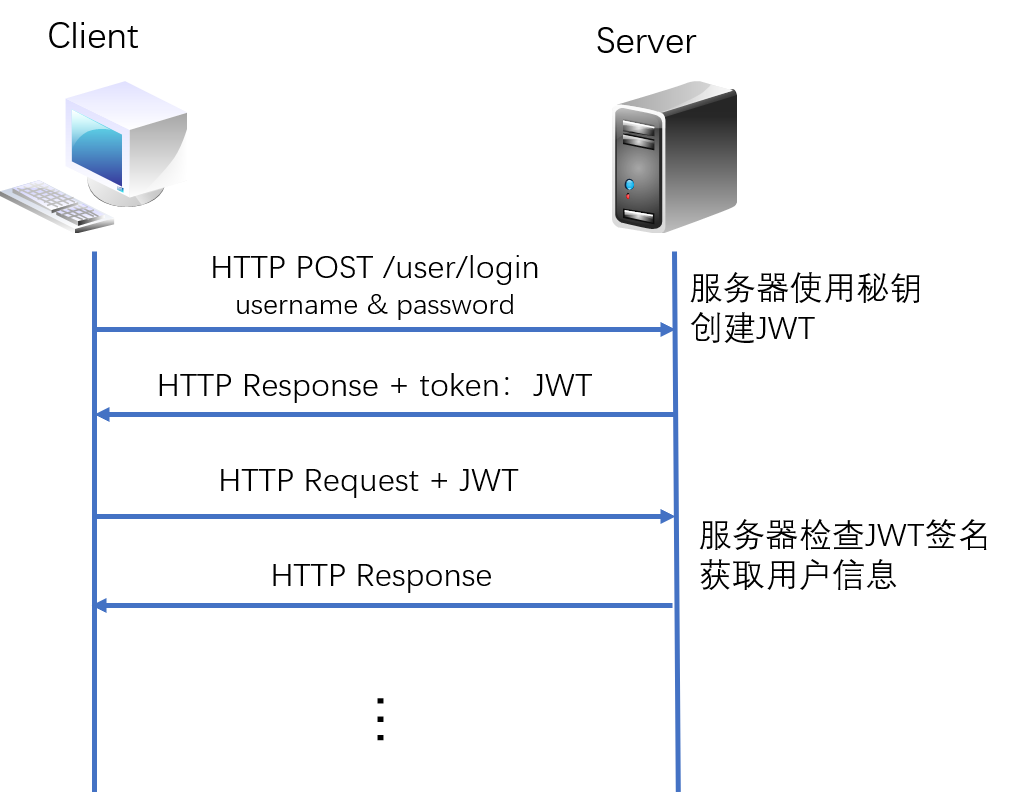 Client
Server
HTTP POST /user/login
username & password
服务器使用秘钥
创建JWT
HTTP Response + token：JWT
HTTP Request + JWT
服务器检查JWT签名
获取用户信息
HTTP Response
⋮